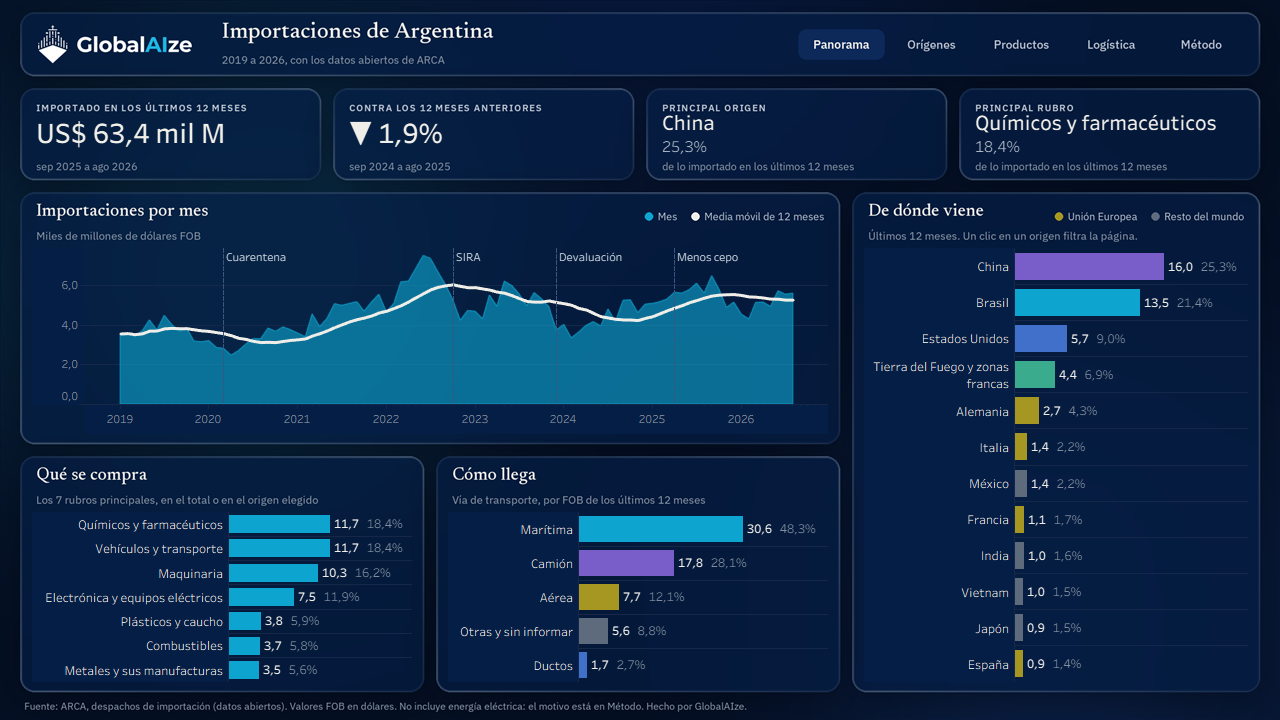 GlobalAIze
Importaciones de Argentina
2019 a 2026, con los datos abiertos de ARCA
Panorama
Orígenes
Productos
Logística
Método
IMPORTADO EN LOS ÚLTIMOS 12 MESES
US$ 63,4 mil M
sep 2025 a ago 2026
CONTRA LOS 12 MESES ANTERIORES
▼ 1,9%
sep 2024 a ago 2025
PRINCIPAL ORIGEN
China
25,3%
de lo importado en los últimos 12 meses
PRINCIPAL RUBRO
Químicos y farmacéuticos
18,4%
de lo importado en los últimos 12 meses
Importaciones por mes
Mes
Media móvil de 12 meses
Miles de millones de dólares FOB
Cuarentena
SIRA
Devaluación
Menos cepo
6,0
4,0
2,0
0,0
2019
2020
2021
2022
2023
2024
2025
2026
De dónde viene
Unión Europea
Resto del mundo
Últimos 12 meses. Un clic en un origen filtra la página.
China 16,0 25,3%
Brasil 13,5 21,4%
Estados Unidos 5,7 9,0%
Tierra del Fuego y zonas
francas 4,4 6,9%
Alemania 2,7 4,3%
Italia 1,4 2,2%
México 1,4 2,2%
Francia 1,1 1,7%
India 1,0 1,6%
Vietnam 1,0 1,5%
Japón 0,9 1,5%
España 0,9 1,4%
Qué se compra
Los 7 rubros principales, en el total o en el origen elegido
Químicos y farmacéuticos 11,7 18,4%
Vehículos y transporte 11,7 18,4%
Maquinaria 10,3 16,2%
Electrónica y equipos eléctricos 7,5 11,9%
Plásticos y caucho 3,8 5,9%
Combustibles 3,7 5,8%
Metales y sus manufacturas 3,5 5,6%
Cómo llega
Vía de transporte, por FOB de los últimos 12 meses
Marítima 30,6 48,3%
Camión 17,8 28,1%
Aérea 7,7 12,1%
Otras y sin informar 5,6 8,8%
Ductos 1,7 2,7%
Fuente: ARCA, despachos de importación (datos abiertos). Valores FOB en dólares. No incluye energía eléctrica: el motivo está en Método. Hecho por GlobalAIze.